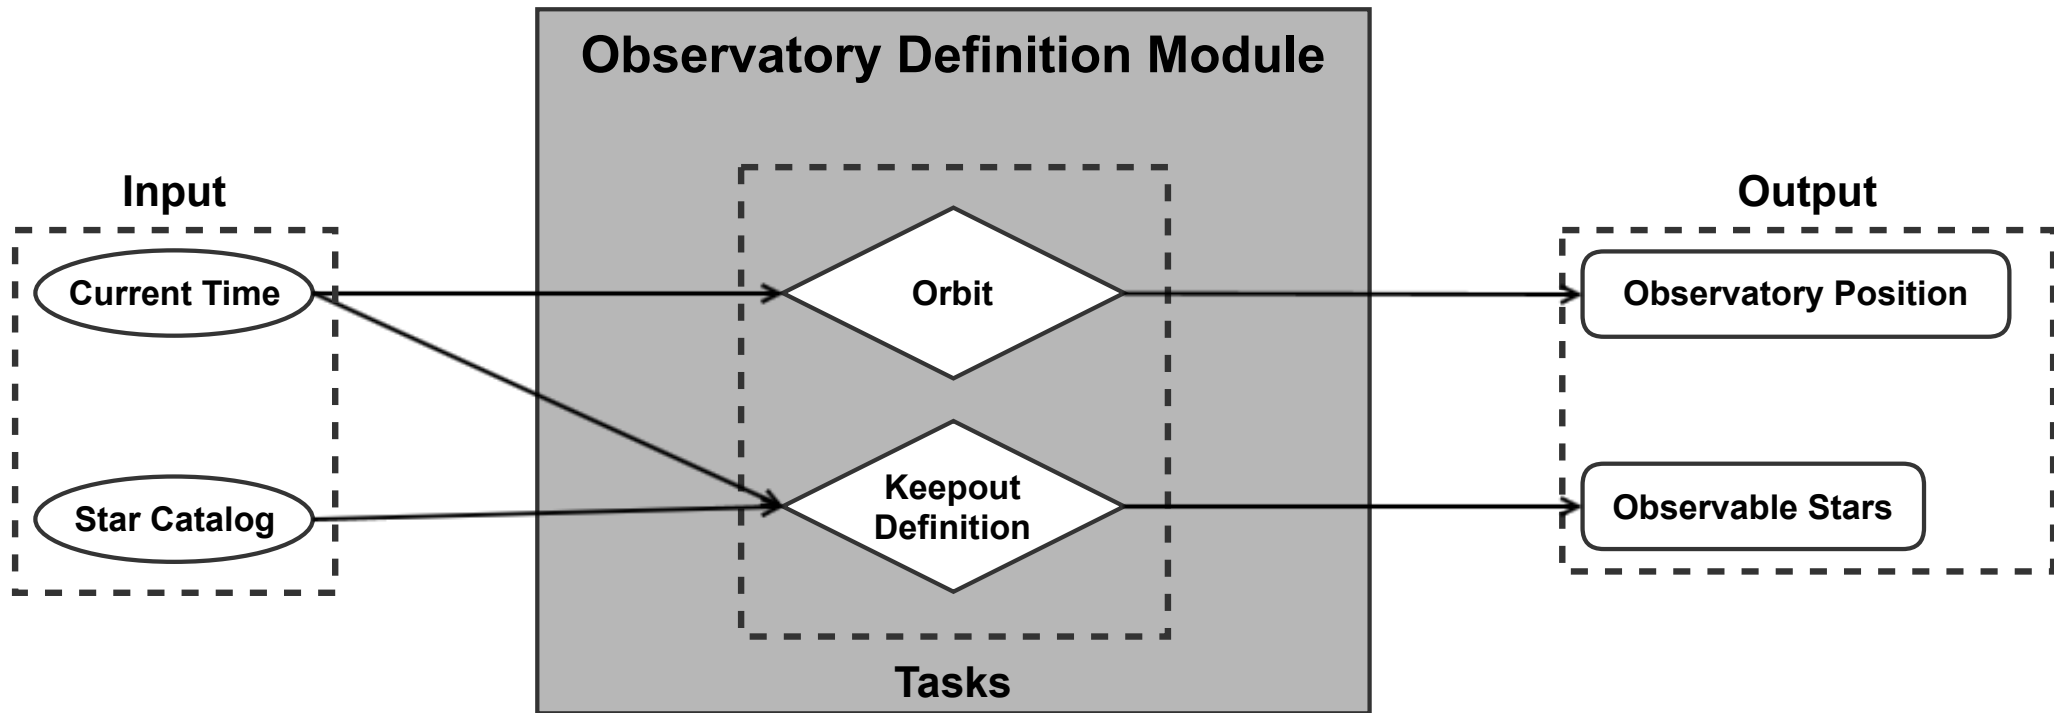 Observatory Definition Module
Input
Output
Current Time
Orbit
Observatory Position
Star Catalog
Keepout
Definition
Observable Stars
Tasks